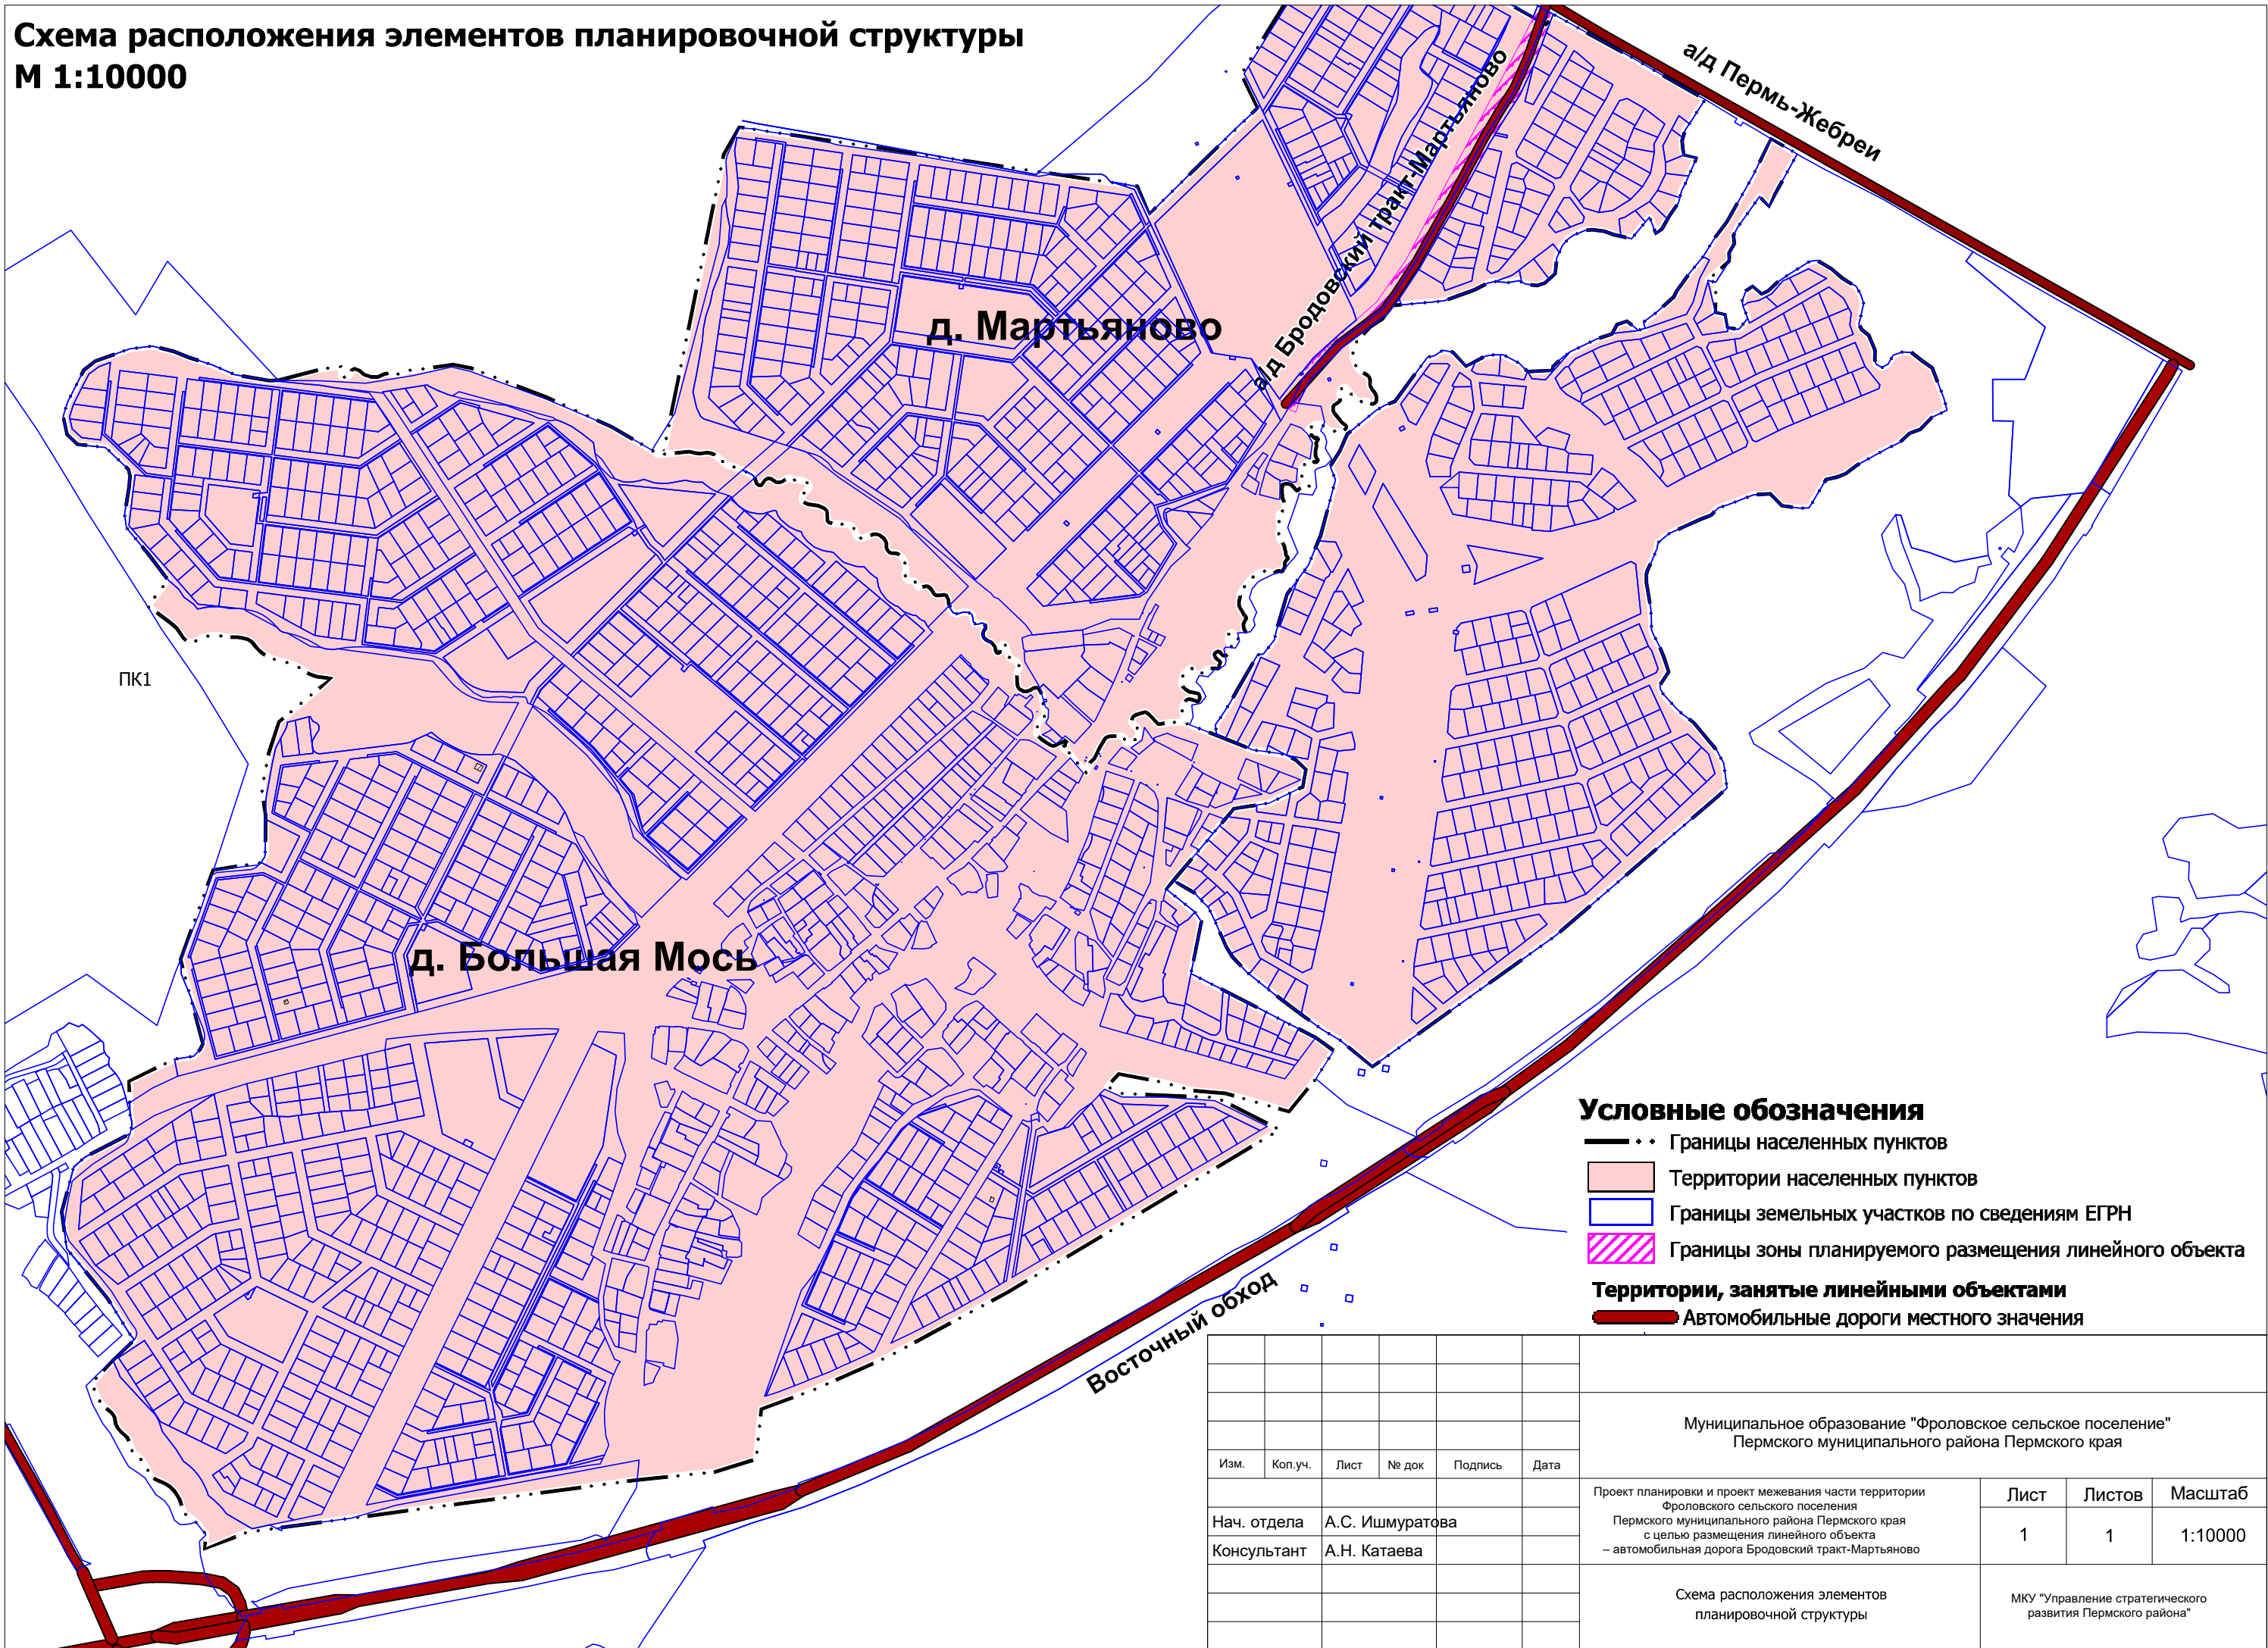 Схема расположения элементов планировочной структуры
М 1:10000
а/д Пермь-Жебреи
а/д Бродовский тракт-Мартьяново
д. Мартьяново
ПК1
д. Большая Мось
Восточный обход
Условные обозначения
Границы населенных пунктов
Территории населенных пунктов
Границы земельных участков по сведениям ЕГРН
Границы зоны планируемого размещения линейного объекта
Территории, занятые линейными объектами
Автомобильные дороги местного значения
Муниципальное образование "Фроловское сельское поселение"
Пермского муниципального района Пермского края
Изм. Коп.уч. Лист № док Подпись Дата
Проект планировки и проект межевания части территории
Фроловского сельского поселения
Пермского муниципального района Пермского края
с целью размещения линейного объекта
– автомобильная дорога Бродовский тракт-Мартьяново
Лист Листов Масштаб
1 1 1:10000
Нач. отдела А.С. Ишмуратова
Консультант А.Н. Катаева
Схема расположения элементов
планировочной структуры
МКУ "Управление стратегического
развития Пермского района"